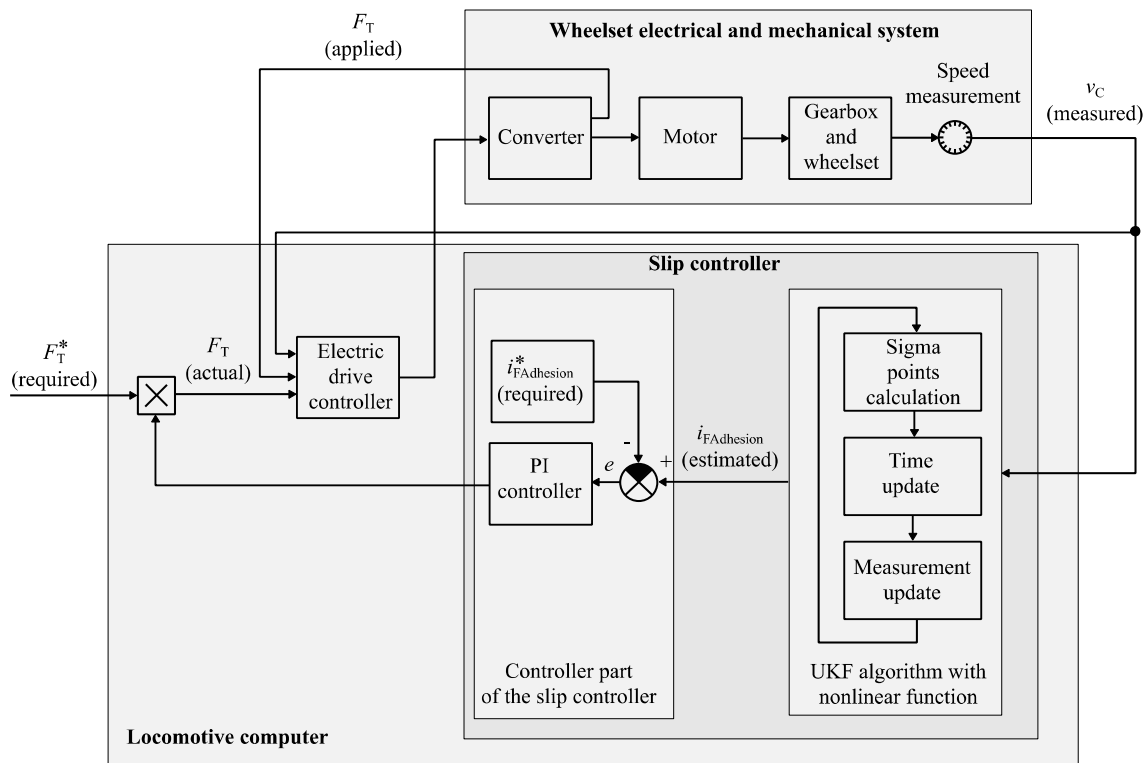 F_T
(applied)
Wheelset electrical and mechanical system
Speed
measurement
v_C
(measured)
Converter
Motor
Gearbox
and
wheelset
Slip controller
F_T^*
(required)
F_T
(actual)
Electric
drive
controller
i^*_FAdhesion
(required)
-
Sigma
points
calculation
PI
controller
e
+
i_FAdhesion
(estimated)
Time
update
Measurement
update
Controller part
of the slip controller
UKF algorithm with
nonlinear function
Locomotive computer